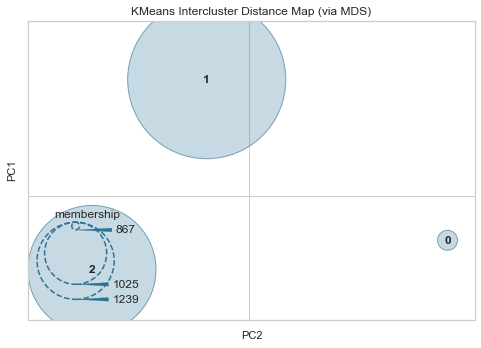 KMeans Intercluster Distance Map (via MDS)
1
PC1
membership
867
0
2
1025
1239
PC2